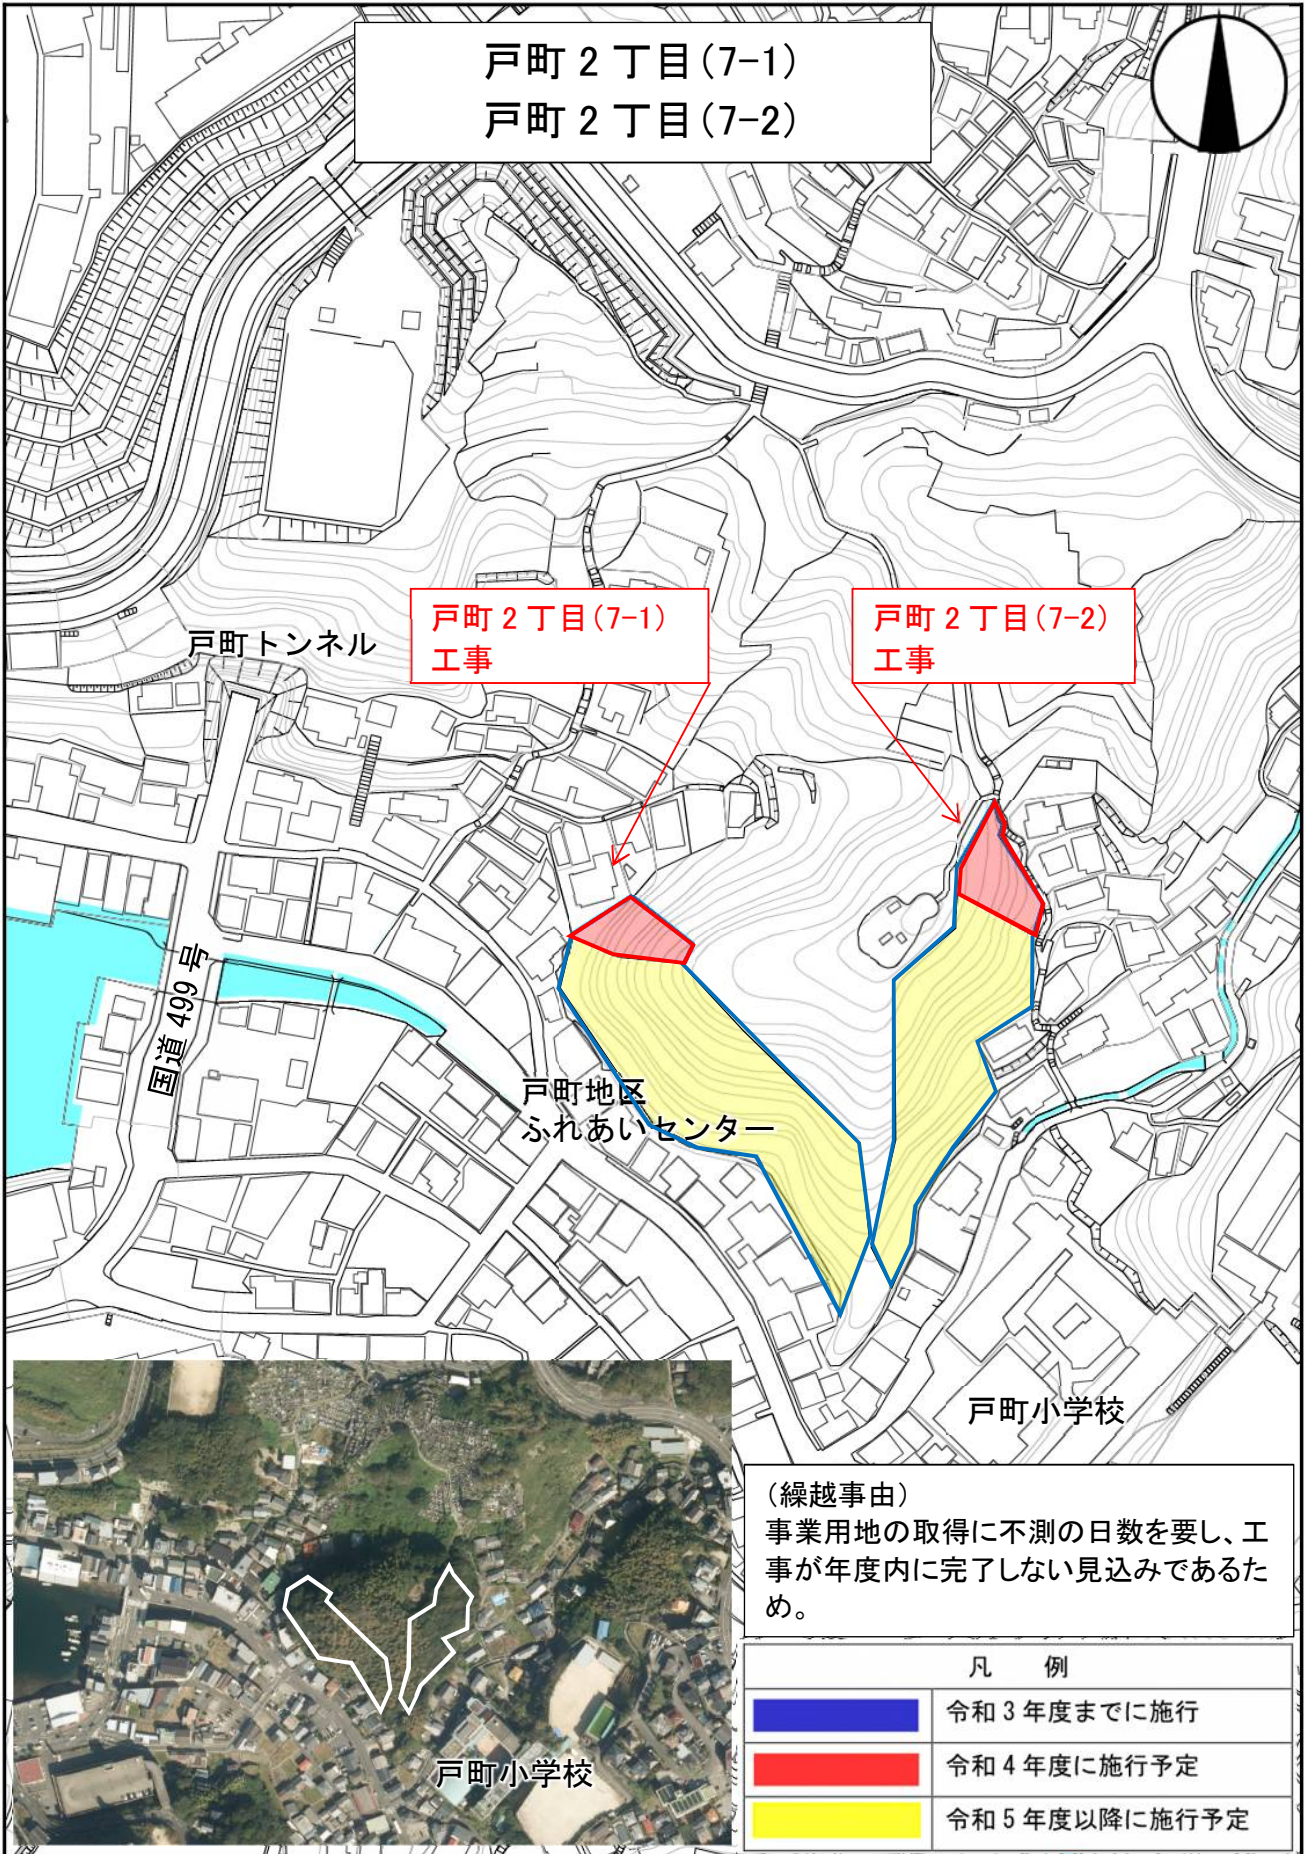 戸町２丁目(7-1)
戸町２丁目(7-2)
戸町２丁目(7-1)
工事
戸町２丁目(7-2)
工事
戸町トンネル
国道 499 号
戸町地区
ふれあいセンター
戸町小学校
戸町小学校
（繰越事由）
事業用地の取得に不測の日数を要し、工
事が年度内に完了しない見込みであるた
め。
凡　例
令和３年度までに施行
令和４年度に施行予定
令和５年度以降に施行予定